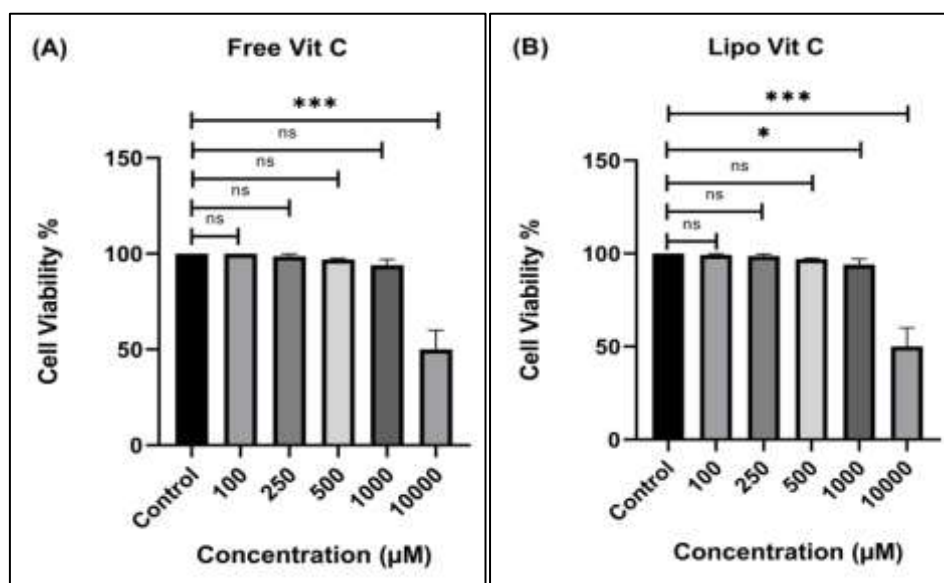 (A) Free Vit C
***
ns
ns
ns
ns
150
100
50
0
Cell Viability %
Control 100 250 500 1000 10000
Concentration (µM)
(B) Lipo Vit C
***
*
ns
ns
ns
150
100
50
0
Cell Viability %
Control 100 250 500 1000 10000
Concentration (µM)